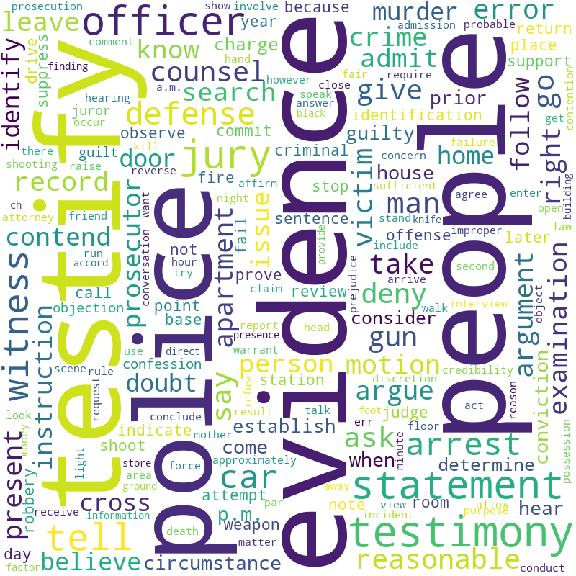 testify
police
evidence
people
leave
officer
murder
error
crime
admit
know
counsel
charge
search
give
prior
identify
suppress
drive
defense
jury
door
record
contend
witness
instruction
prosecutor
apartment
issue
victim
man
home
house
follow
right
go
take
deny
consider
gun
argument
examination
present
doubt
say
person
motion
argue
ask
arrest
statement
testimony
reasonable
conviction
determine
hear
cross
tell
believe
circumstance
car
p.m.
establish
come
attempt
weapon
station
review
sentence
prove
fire
guilty
identification
criminal
stop
offense
commit
observe
guilt
juror
occur
hearing
finding
prosecution
comment
hand
a.m.
however
speak
answer
black
because
year
show
involve
admission
probable
fair
require
close
return
place
support
contention
failure
get
concern
sufficient
enter
open
law
building
agree
improper
later
second
interview
object
credibility
walk
arrive
include
stand
knife
provide
prejudice
head
act
reason
possession
discretion
judge
err
when
minute
floor
room
view
note
incident
purpose
allow
conduct
away
foot
talk
par
matter
approximately
information
death
force
conclude
direct
presence
warrant
report
claim
fail
night
affirm
reverse
kill
there
raise
shooting
ch
attorney
friend
run
accord
conversation
want
not
hour
try
call
objection
point
base
use
confession
indicate
mother
result
refuse
shoot
store
area
ground
receive
request
rule
scene
look
money
light
robbery
day
factor